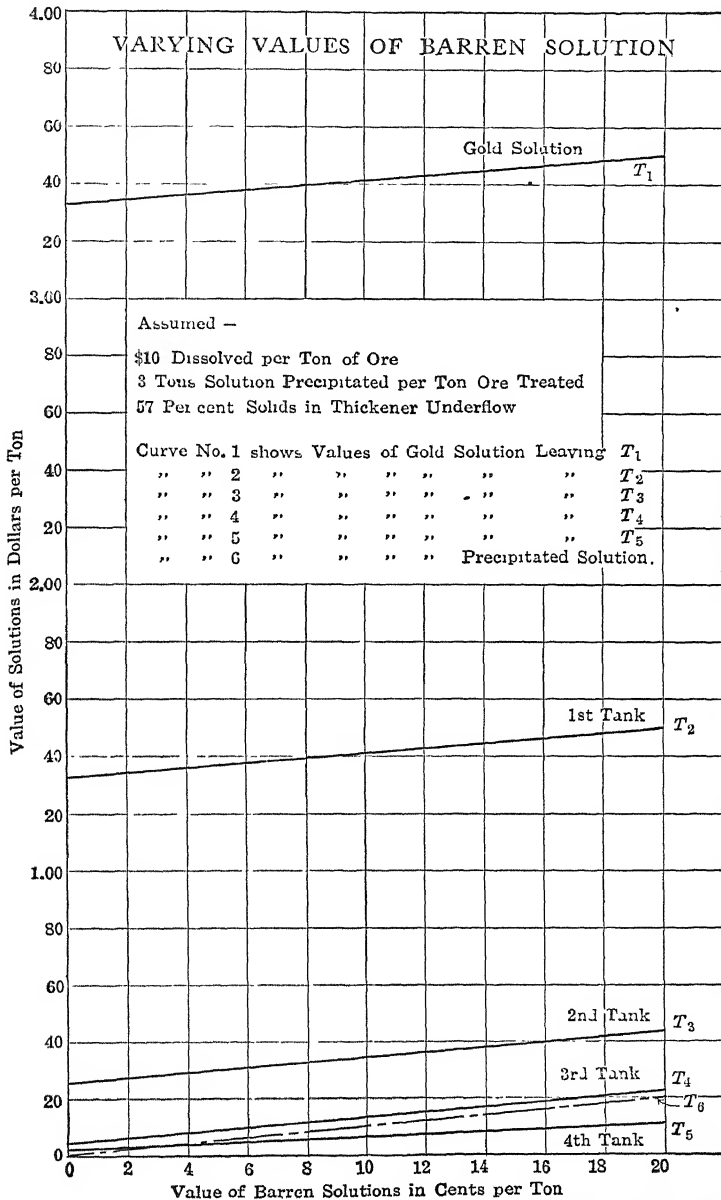 4.00
VARYING VALUES OF BARREN SOLUTION
80
60
Gold Solution
T1
40
20
3.00
Assumed –
$10 Dissolved per Ton of Ore
3 Tons Solution Precipitated per Ton Ore Treated
57 Per cent Solids in Thickener Underflow
Curve No. 1 shows Values of Gold Solution Leaving T1
„ „ 2 „ „ „ „ „ „ T2
„ „ 3 „ „ „ „ „ „ T3
„ „ 4 „ „ „ „ „ „ T4
„ „ 5 „ „ „ „ „ „ T5
„ „ 6 „ „ „ „ Precipitated Solution.
80
60
40
20
2.00
Value of Solutions in Dollars per Ton
80
60
1st Tank T2
40
20
1.00
80
60
2nd Tank T3
40
3rd Tank T4
20
T6
T5
4th Tank
0
0 2 4 6 8 10 12 14 16 18 20
Value of Barren Solutions in Cents per Ton